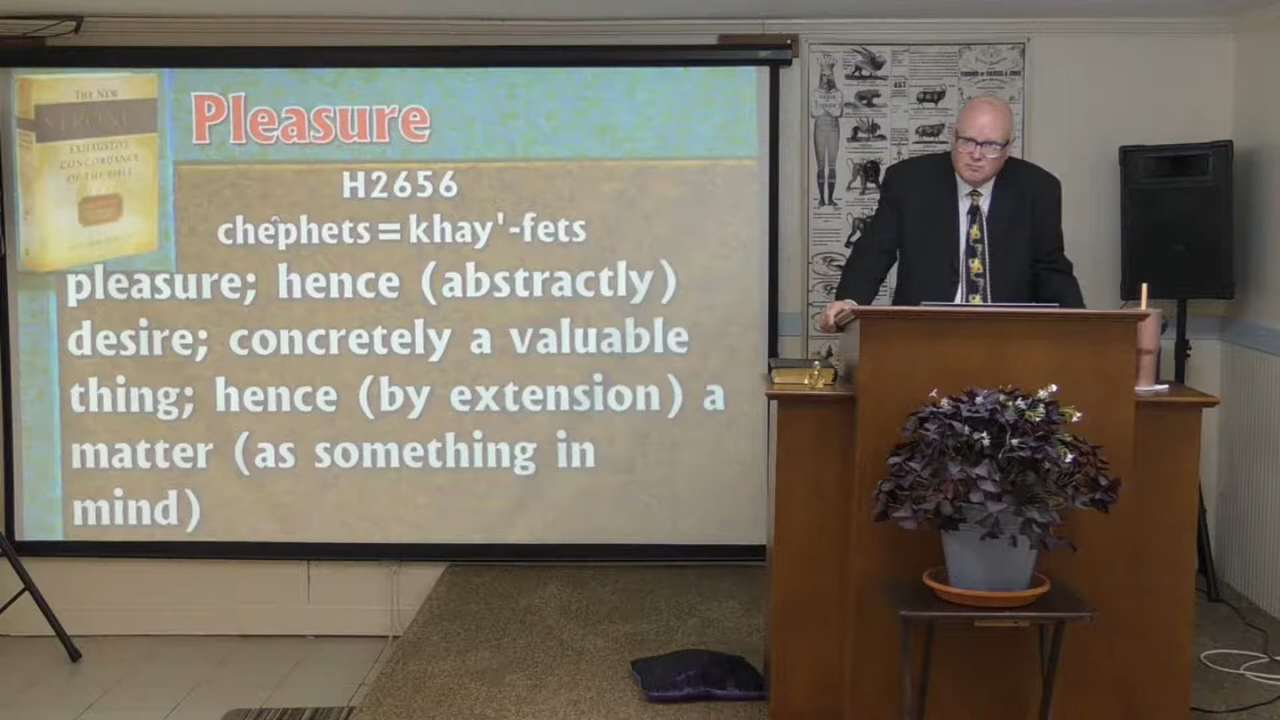 THE NEW
STRONG'S
EXHAUSTIVE
CONCORDANCE
OF THE BIBLE
Pleasure
H2656
chêphets=khay'-fets
pleasure; hence (abstractly)
desire; concretely a valuable
thing; hence (by extension) a
matter (as something in
mind)